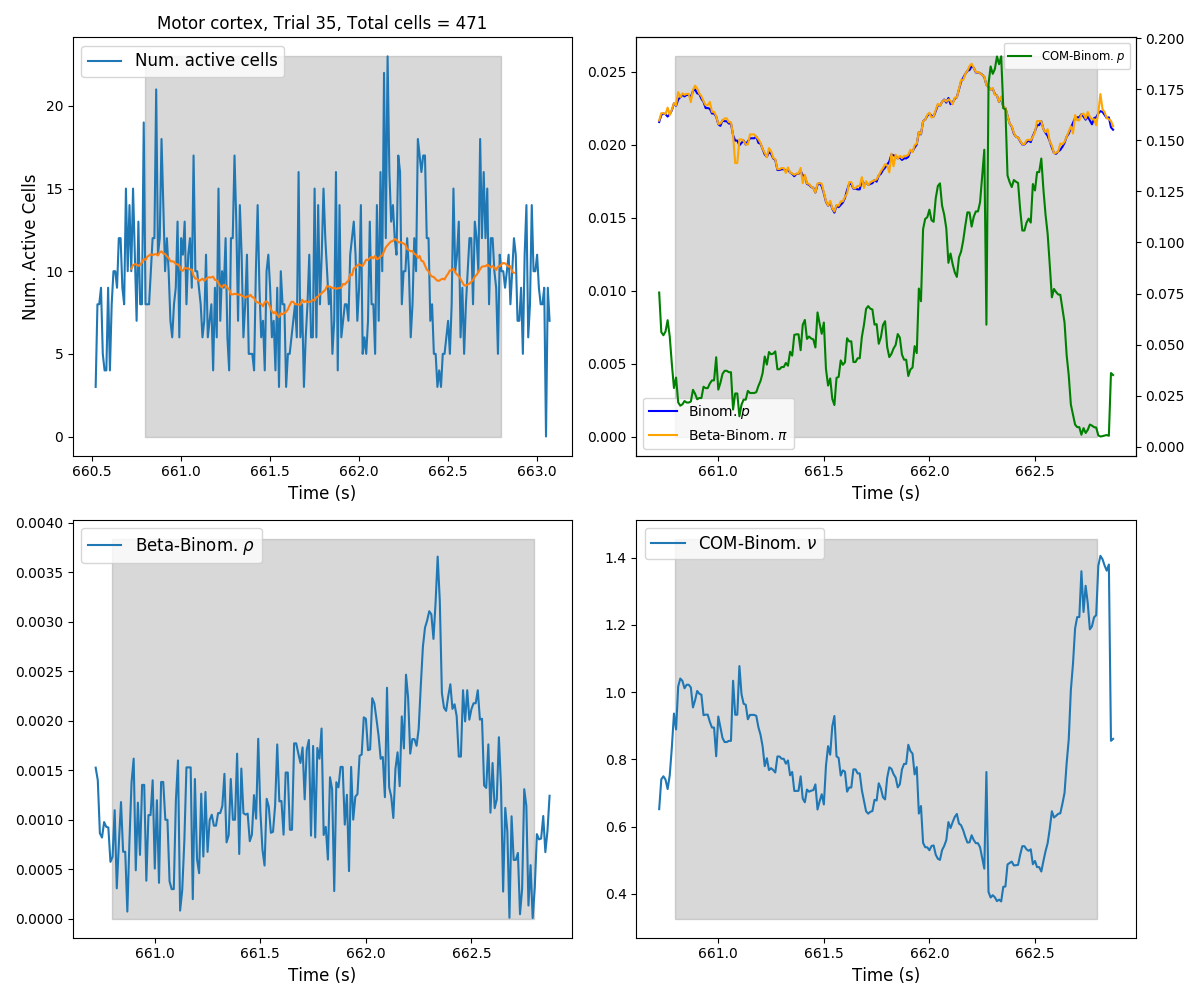 Motor cortex, Trial 35, Total cells = 471
Num. active cells
Num. Active Cells
20
15
10
5
0
660.5 661.0 661.5 662.0 662.5 663.0
Time (s)
COM-Binom. p
0.025
0.020
0.015
0.010
0.005
0.000
0.200
0.175
0.150
0.125
0.100
0.075
0.050
0.025
0.000
Binom. p
Beta-Binom. π
661.0 661.5 662.0 662.5
Time (s)
Beta-Binom. ρ
0.0040
0.0035
0.0030
0.0025
0.0020
0.0015
0.0010
0.0005
0.0000
661.0 661.5 662.0 662.5
Time (s)
COM-Binom. ν
1.4
1.2
1.0
0.8
0.6
0.4
661.0 661.5 662.0 662.5
Time (s)